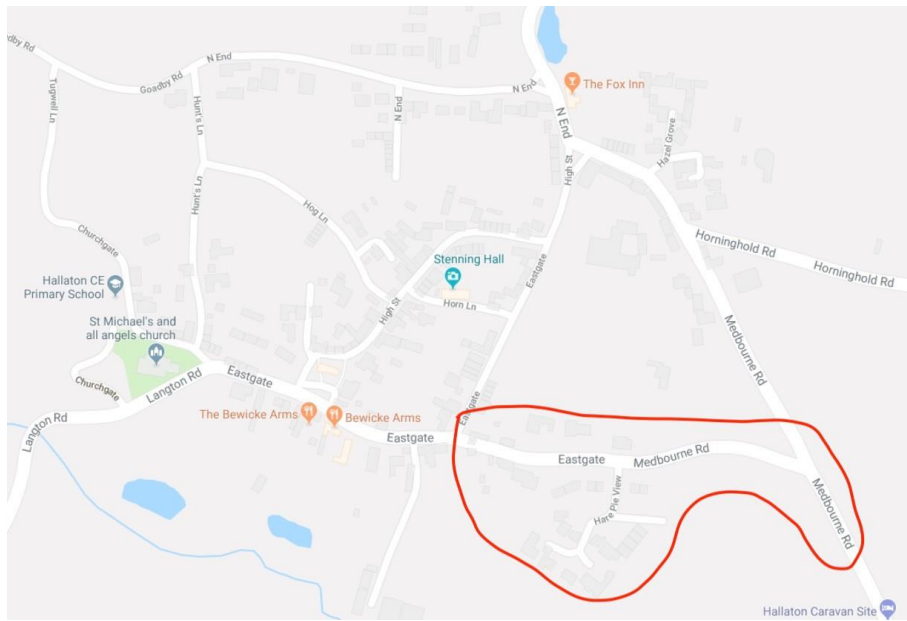 Goadby Rd
N End
Goadby Rd
Tugwell Ln
Hunt's Ln
N End
N End
The Fox Inn
N End
Hazel Grove
High St
Hunt's Ln
Hog Ln
Churchgate
Horninghold Rd
Horninghold Rd
Stenning Hall
Eastgate
Hallaton CE
Primary School
Horn Ln
High St
St Michael's and
all angels church
Medbourne Rd
Eastgate
Churchgate
Langton Rd
Langton Rd
The Bewicke Arms
Bewicke Arms
Eastgate
Eastgate
Eastgate
Medbourne Rd
Hare Pie View
Medbourne Rd
Hallaton Caravan Site